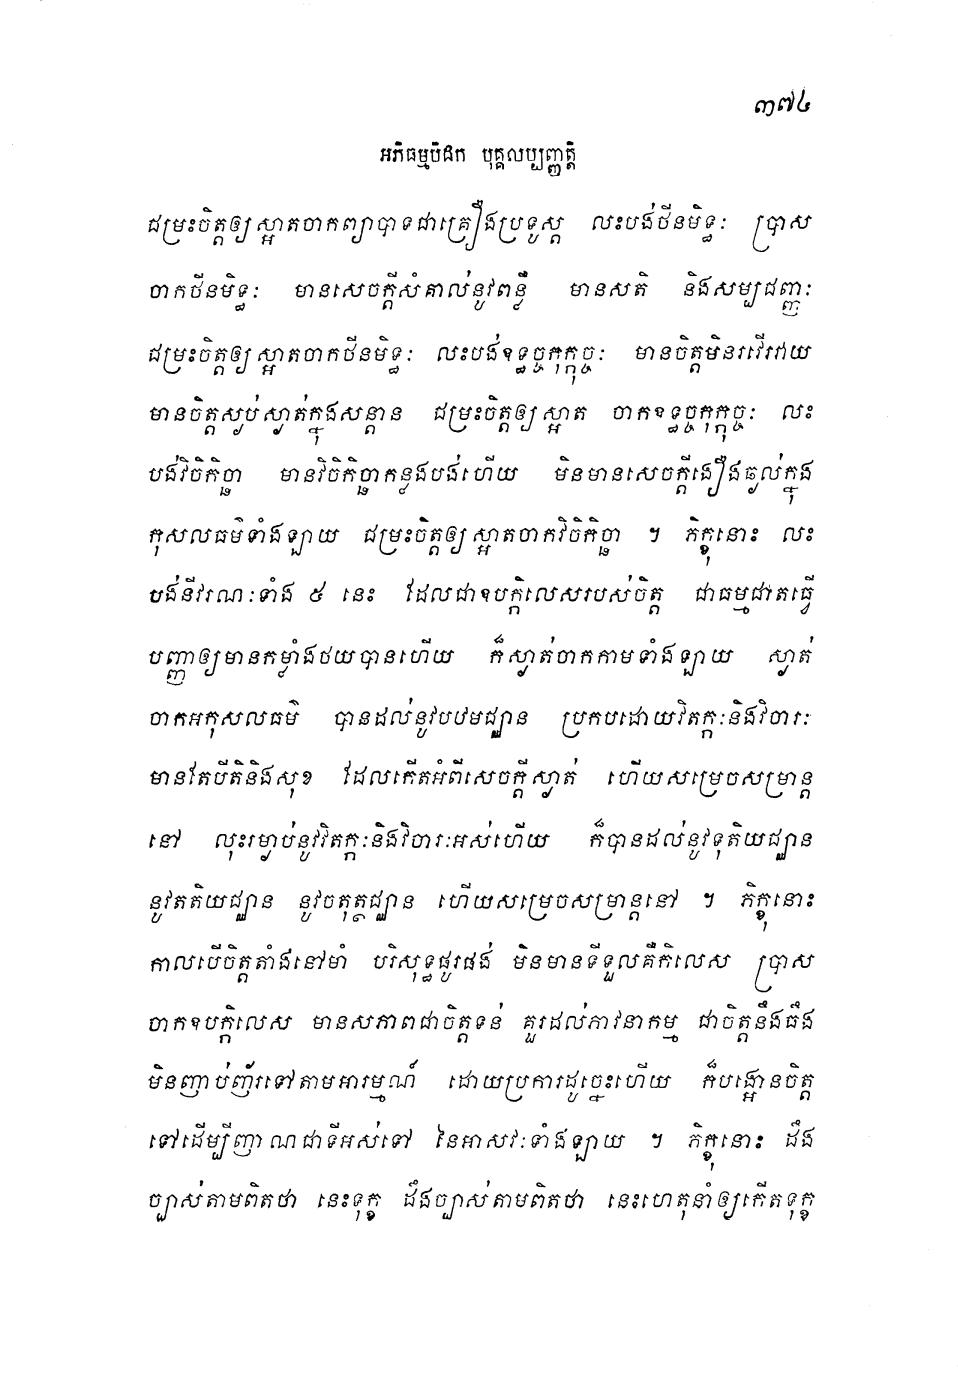 ៣៧៤
អភិធម្មបិដក បុគ្គលប្បញ្ញត្តិ
ជម្រះចិត្តឲ្យស្អាតចាកព្យាបាទជាគ្រឿងប្រទូស្ត លះបង់ថីនមិទ្ធៈ ប្រាស
ចាកថីនមិទ្ធៈ មានសេចក្តីសំគាល់នូវពន្លឺ មានសតិ និងសម្បជញ្ញៈ
ជម្រះចិត្តឲ្យស្អាតចាកថីនមិទ្ធៈ លះបង់ឧទ្ធច្ចកុក្កុច្ចៈ មានចិត្តមិនរវើរវាយ
មានចិត្តស្ងប់ស្ងាត់ក្នុងសន្តាន ជម្រះចិត្តឲ្យស្អាត ចាកឧទ្ធច្ចកុក្កុច្ចៈ លះ
បង់វិចិកិច្ឆា មានវិចិកិច្ឆាកន្លងបង់ហើយ មិនមានសេចក្តីងឿងឆ្ងល់ក្នុង
កុសលធម៌ទាំងឡាយ ជម្រះចិត្តឲ្យស្អាតចាកវិចិកិច្ឆា ។ ភិក្ខុនោះ លះ
បង់នីវរណៈទាំង ៥ នេះ ដែលជាឧបក្កិលេសរបស់ចិត្ត ជាធម្មជាតធ្វើ
បញ្ញាឲ្យមានកម្លាំងថយបានហើយ ក៏ស្ងាត់ចាកកាមទាំងឡាយ ស្ងាត់
ចាកអកុសលធម៌ បានដល់នូវបឋមជ្ឈាន ប្រកបដោយវិតក្កៈនិងវិចារៈ
មានតែបីតិនិងសុខ ដែលកើតអំពីសេចក្តីស្ងាត់ ហើយសម្រេចសម្រាន្ត
នៅ លុះរម្ងាប់នូវវិតក្កៈនិងវិចារៈអស់ហើយ ក៏បានដល់នូវទុតិយជ្ឈាន
នូវតតិយជ្ឈាន នូវចតុត្ថជ្ឈាន ហើយសម្រេចសម្រាន្តនៅ ។ ភិក្ខុនោះ
កាលបើចិត្តតាំងនៅមាំ បរិសុទ្ធផូរផង់ មិនមានទីទួលគឺកិលេស ប្រាស
ចាកឧបក្កិលេស មានសភាពជាចិត្តទន់ គួរដល់ភាវនាកម្ម ជាចិត្តនឹងធឹង
មិនញាប់ញ័រទៅតាមអារម្មណ៍ ដោយប្រការដូច្នេះហើយ ក៏បង្អោនចិត្ត
ទៅដើម្បីញាណជាទីអស់ទៅ នៃអាសវៈទាំងឡាយ ។ ភិក្ខុនោះ ដឹង
ច្បាស់តាមពិតថា នេះទុក្ខ ដឹងច្បាស់តាមពិតថា នេះហេតុនាំឲ្យកើតទុក្ខ